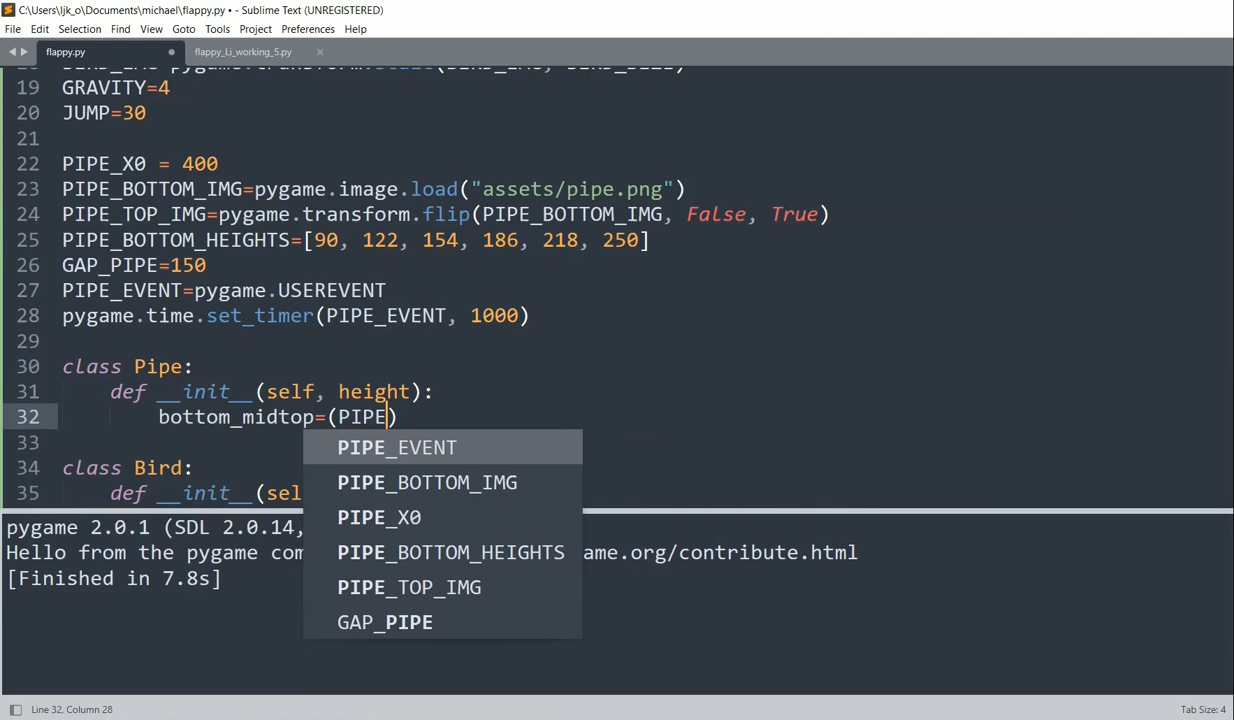 C:\Users\ljk_o\Documents\michael\flappy.py • - Sublime Text (UNREGISTERED)
File Edit Selection Find View Goto Tools Project Preferences Help
flappy.py flappy_Li_working_5.py
19 GRAVITY=4
20 JUMP=30
21
22 PIPE_X0 = 400
23 PIPE_BOTTOM_IMG=pygame.image.load("assets/pipe.png")
24 PIPE_TOP_IMG=pygame.transform.flip(PIPE_BOTTOM_IMG, False, True)
25 PIPE_BOTTOM_HEIGHTS=[90, 122, 154, 186, 218, 250]
26 GAP_PIPE=150
27 PIPE_EVENT=pygame.USEREVENT
28 pygame.time.set_timer(PIPE_EVENT, 1000)
29
30 class Pipe:
31 def __init__(self, height):
32 bottom_midtop=(PIPE)
33
34 class Bird:
35 def __init__(sel
PIPE_EVENT
PIPE_BOTTOM_IMG
PIPE_X0
PIPE_BOTTOM_HEIGHTS
PIPE_TOP_IMG
GAP_PIPE
pygame 2.0.1 (SDL 2.0.14,
Hello from the pygame com ame.org/contribute.html
[Finished in 7.8s]
Line 32, Column 28 Tab Size: 4